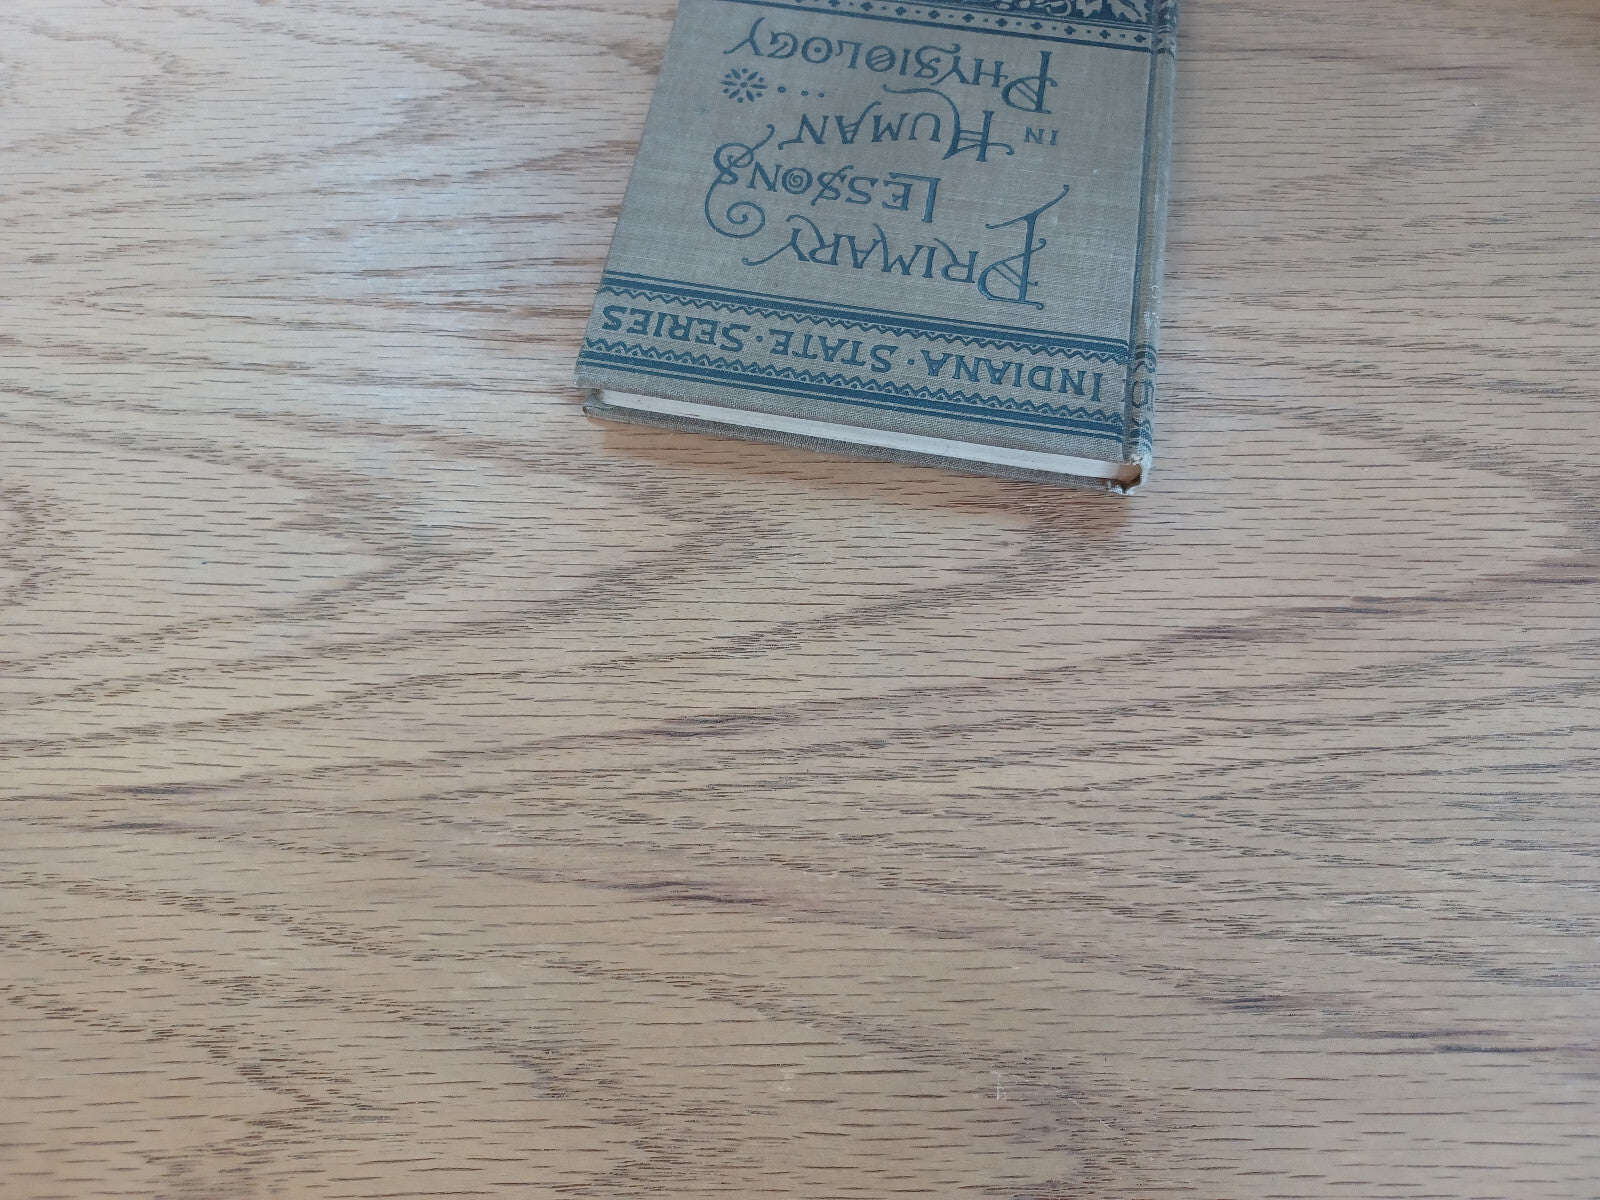 INDIANA · STATE · SERIES
PRIMARY
LESSONS
IN HUMAN
PHYSIOLOGY